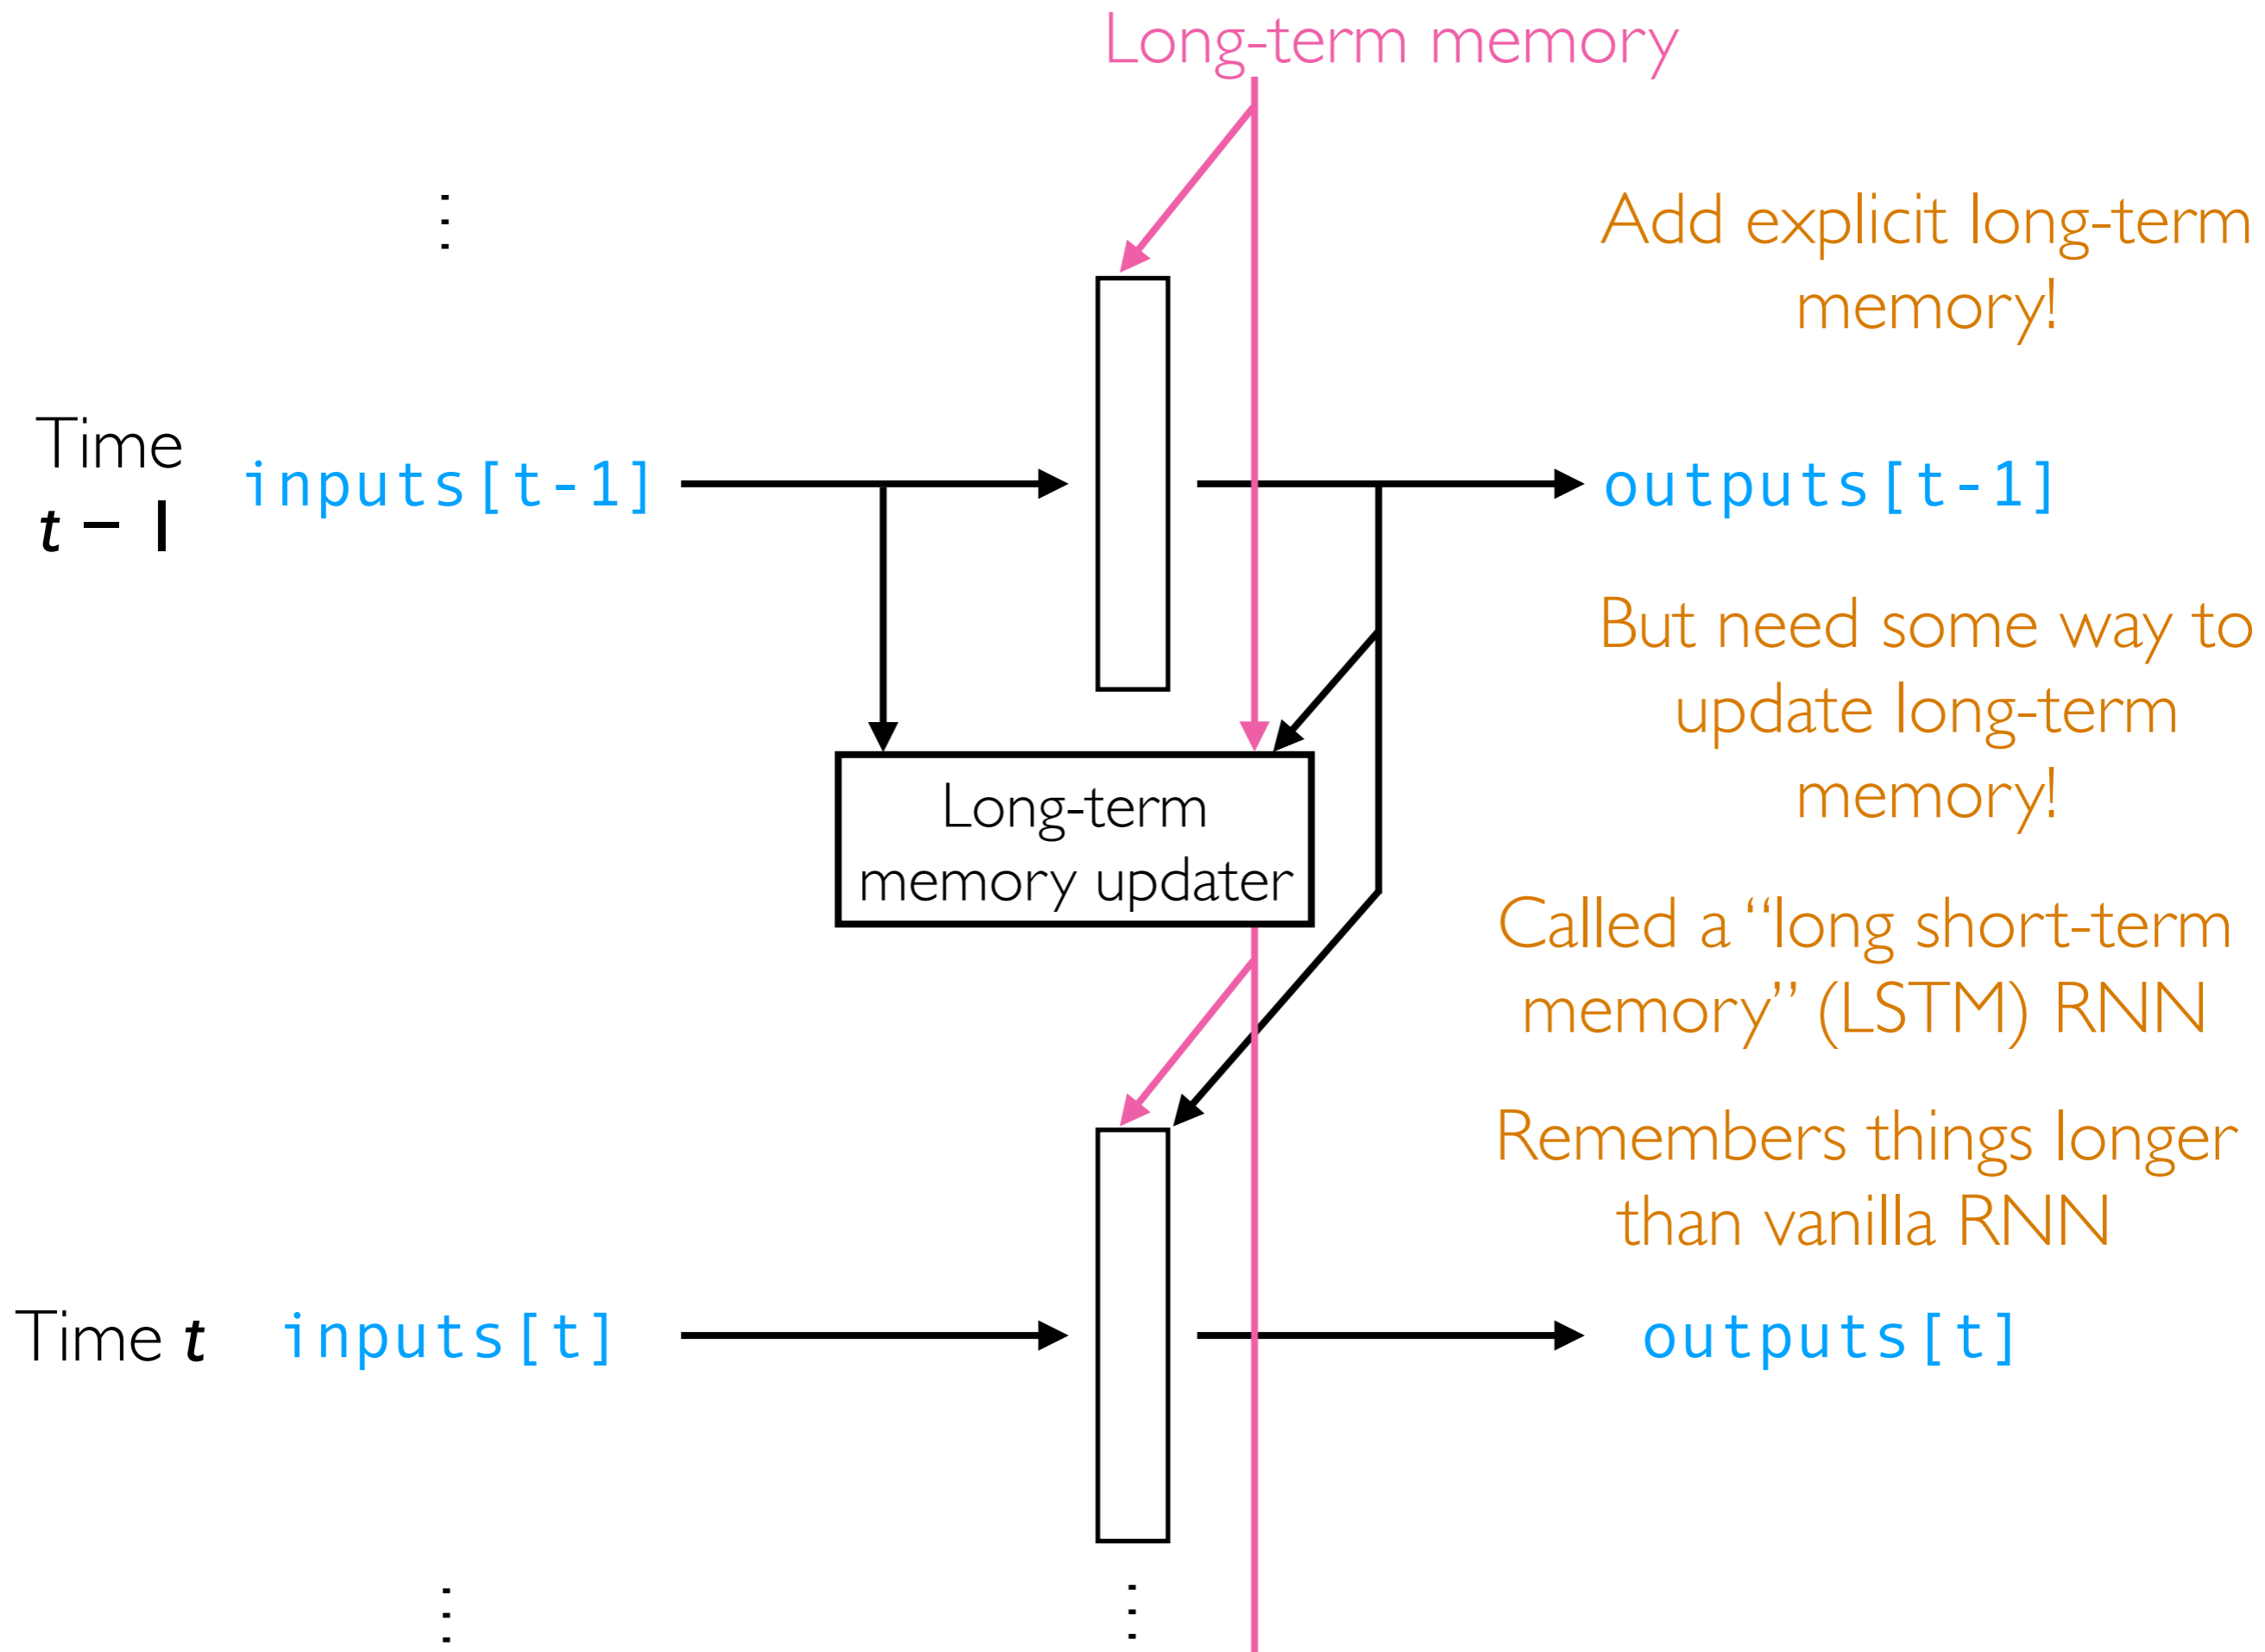 Long-term memory
Add explicit long-term
memory!
Time
t – 1
inputs[t-1]
outputs[t-1]
But need some way to
update long-term
memory!
Long-term
memory updater
Called a “long short-term
memory” (LSTM) RNN
Remembers things longer
than vanilla RNN
Time t
inputs[t]
outputs[t]